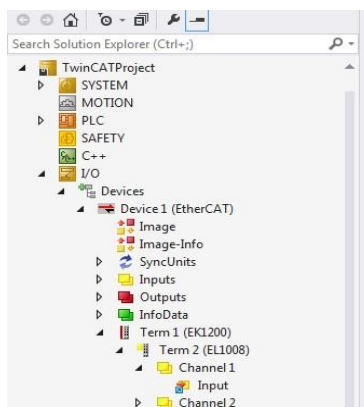 Search Solution Explorer (Ctrl+;)
TwinCATProject
SYSTEM
MOTION
PLC
SAFETY
C++
I/O
Devices
Device 1 (EtherCAT)
Image
Image-Info
SyncUnits
Inputs
Outputs
InfoData
Term 1 (EK1200)
Term 2 (EL1008)
Channel 1
Input
Channel 2